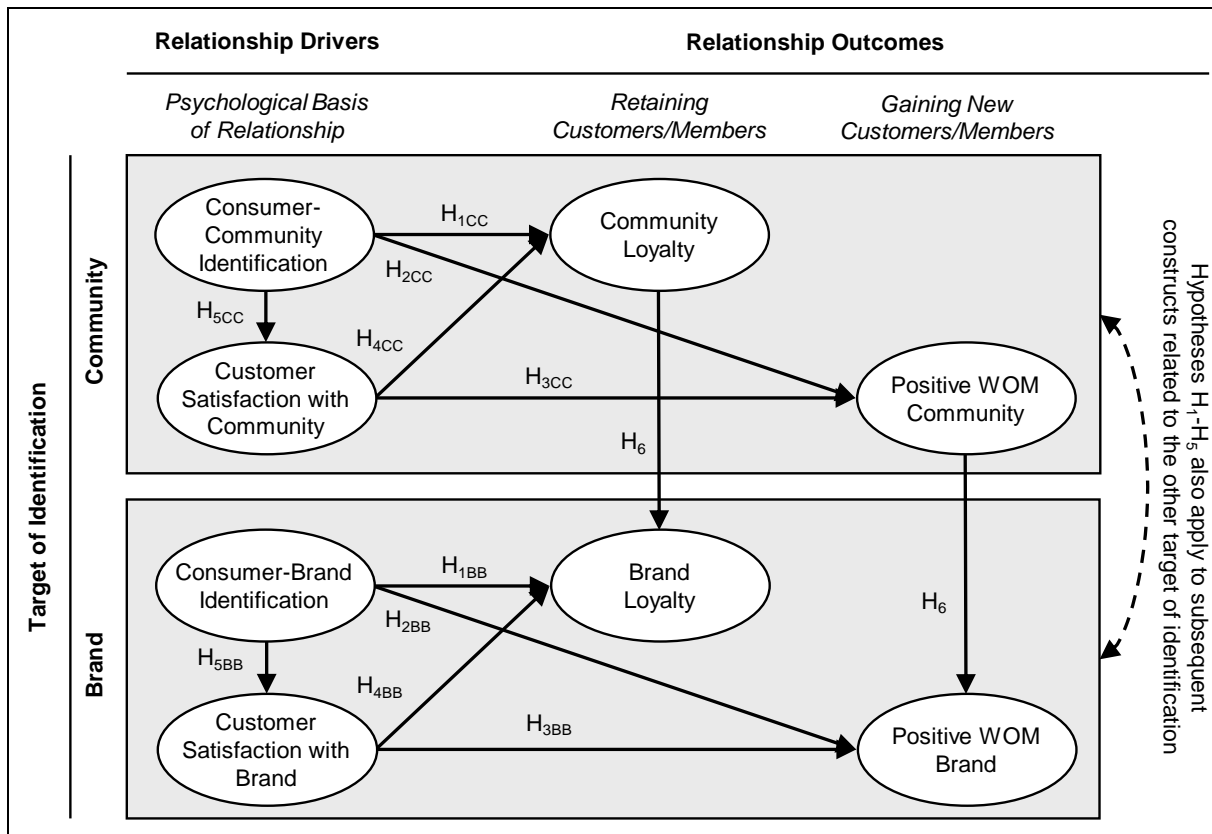 Relationship Drivers
Relationship Outcomes
Psychological Basis
of Relationship
Retaining
Customers/Members
Gaining New
Customers/Members
Target of Identification
Community
Consumer-
Community
Identification
H1CC
Community
Loyalty
H2CC
H5CC
H4CC
Customer
Satisfaction with
Community
H3CC
Positive WOM
Community
H6
Brand
Consumer-Brand
Identification
H1BB
Brand
Loyalty
H2BB
H6
H5BB
H4BB
Customer
Satisfaction with
Brand
H3BB
Positive WOM
Brand
Hypotheses H1-H5 also apply to subsequent
constructs related to the other target of identification